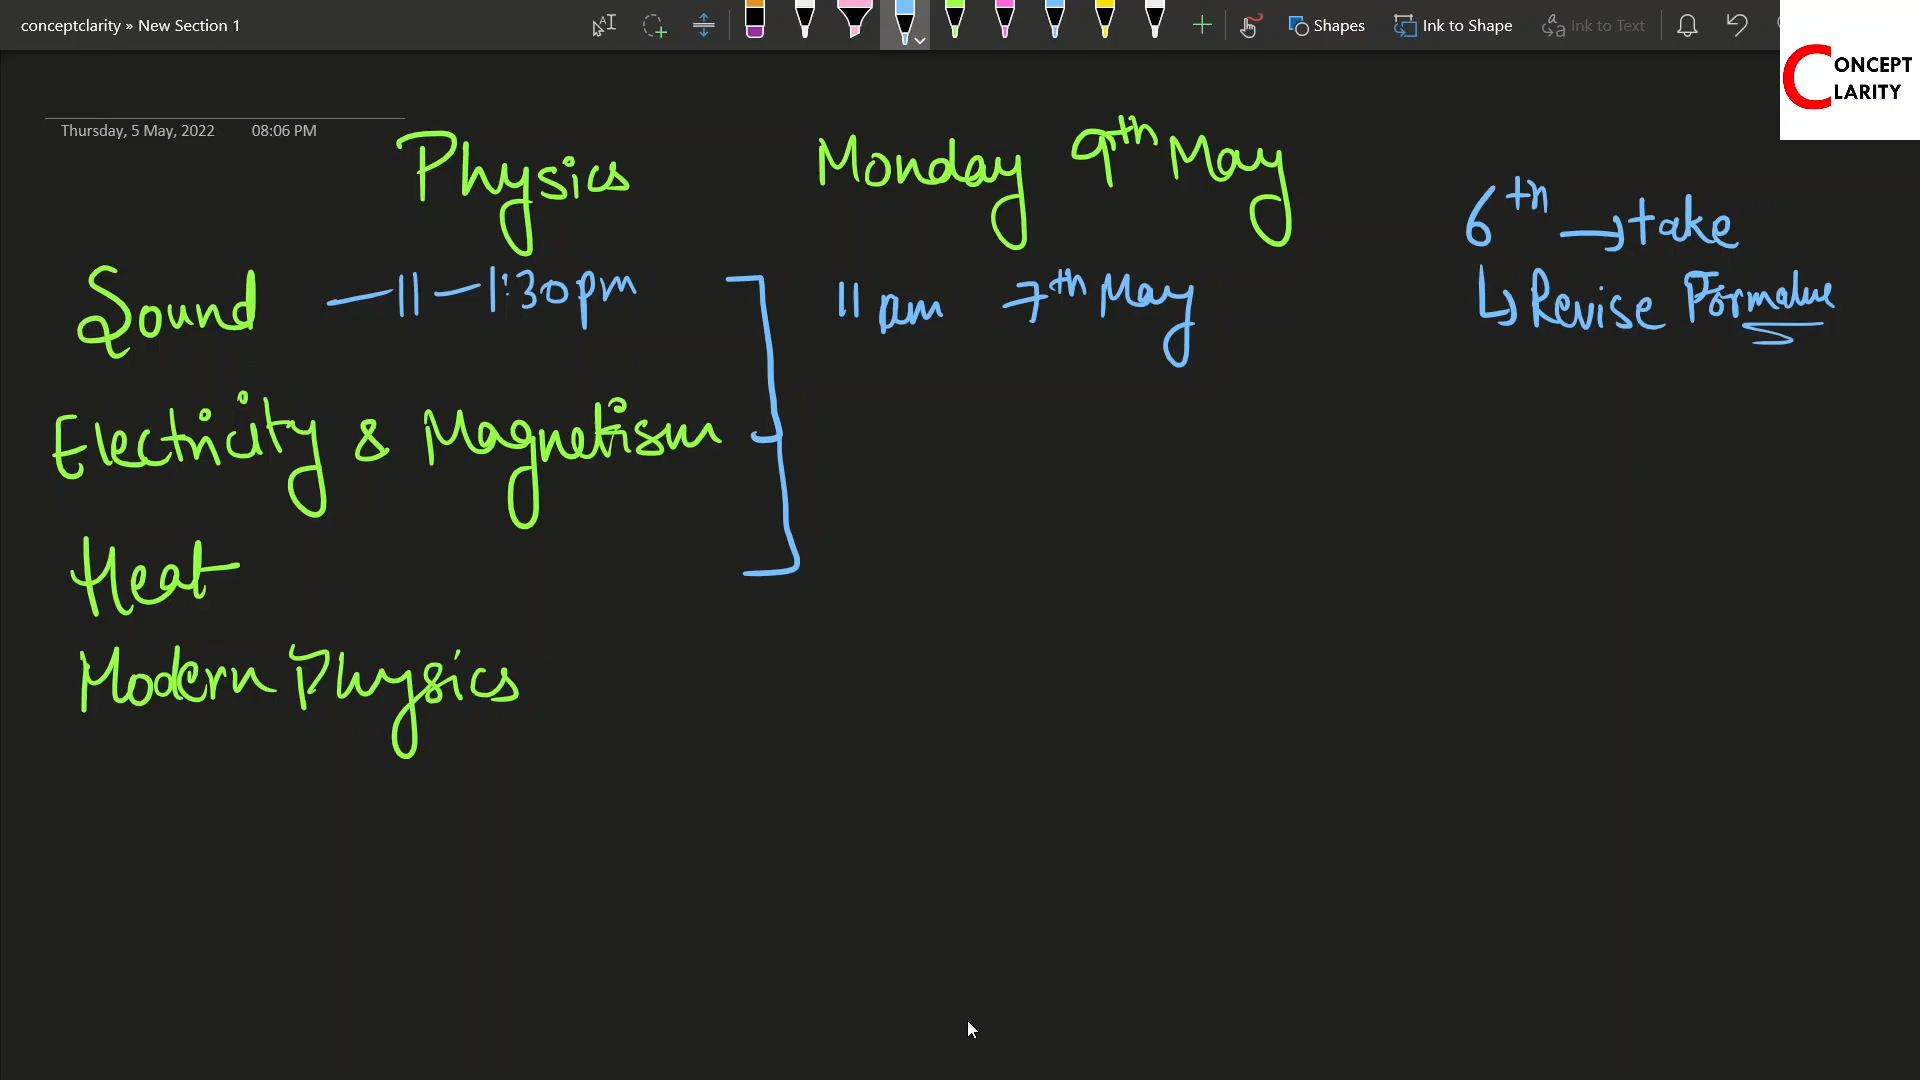 conceptclarity » New Section 1
Shapes
Ink to Shape
Ink to Text
CONCEPT
CLARITY
Thursday, 5 May, 2022 08:06 PM
Physics Monday 9th May
6th → take
↳ Revise Formulae
Sound — 11 — 1:30pm
11 am 7th May
Electricity & Magnetism
Heat
Modern Physics